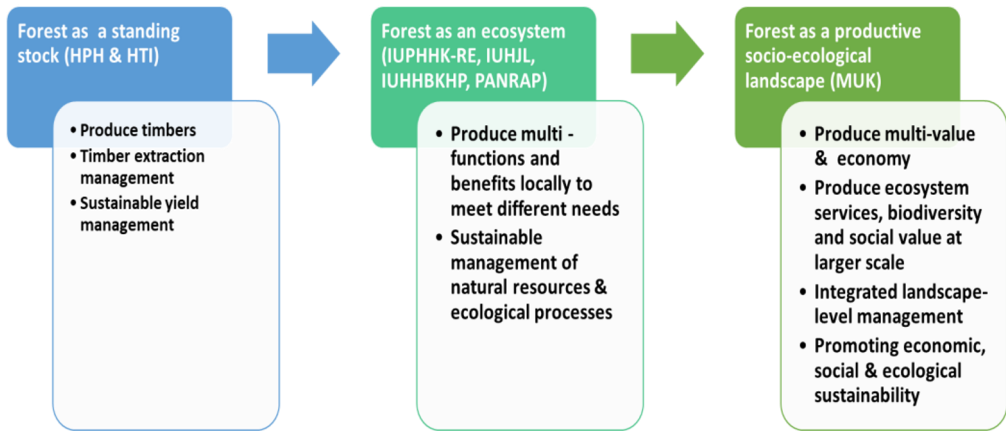 Forest as  a standing
stock (HPH & HTI)
• Produce timbers
• Timber extraction
management
• Sustainable yield
management
Forest as an ecosystem
(IUPHHK-RE, IUHJL,
IUHHBKHP, PANRAP)
• Produce multi -
functions and
benefits locally to
meet different needs
• Sustainable
management of
natural resources &
ecological processes
Forest as a productive
socio-ecological
landscape (MUK)
• Produce multi-value
& economy
• Produce ecosystem
services, biodiversity
and social value at
larger scale
• Integrated landscape-
level management
• Promoting economic,
social & ecological
sustainability